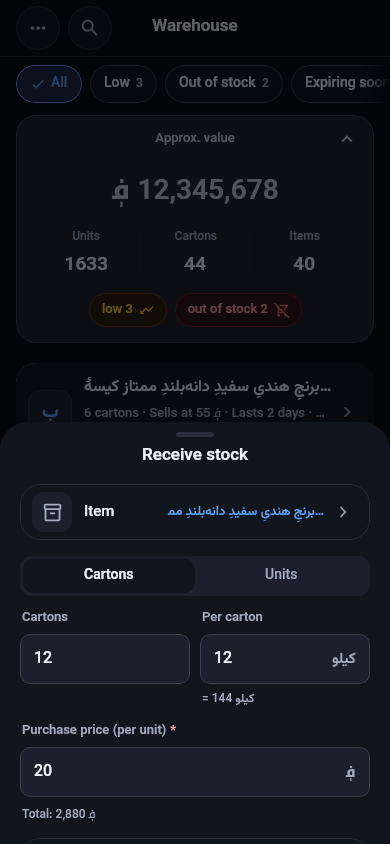 Warehouse
All
Low 3
Out of stock 2
Expiring soon
Approx. value
؋ 12,345,678
Units
Cartons
Items
1633
44
40
low 3
out of stock 2
برنجِ هندیِ سفیدِ دانه‌بلندِ ممتاز کیسهٔ…
ب
6 cartons · Sells at 55 ؋ · Lasts 2 days · …
Receive stock
Item
برنجِ هندیِ سفیدِ دانه‌بلندِ مم…
Cartons
Units
Cartons
Per carton
12
12 کیلو
= 144 کیلو
Purchase price (per unit) *
20 ؋
Total: 2,880 ؋